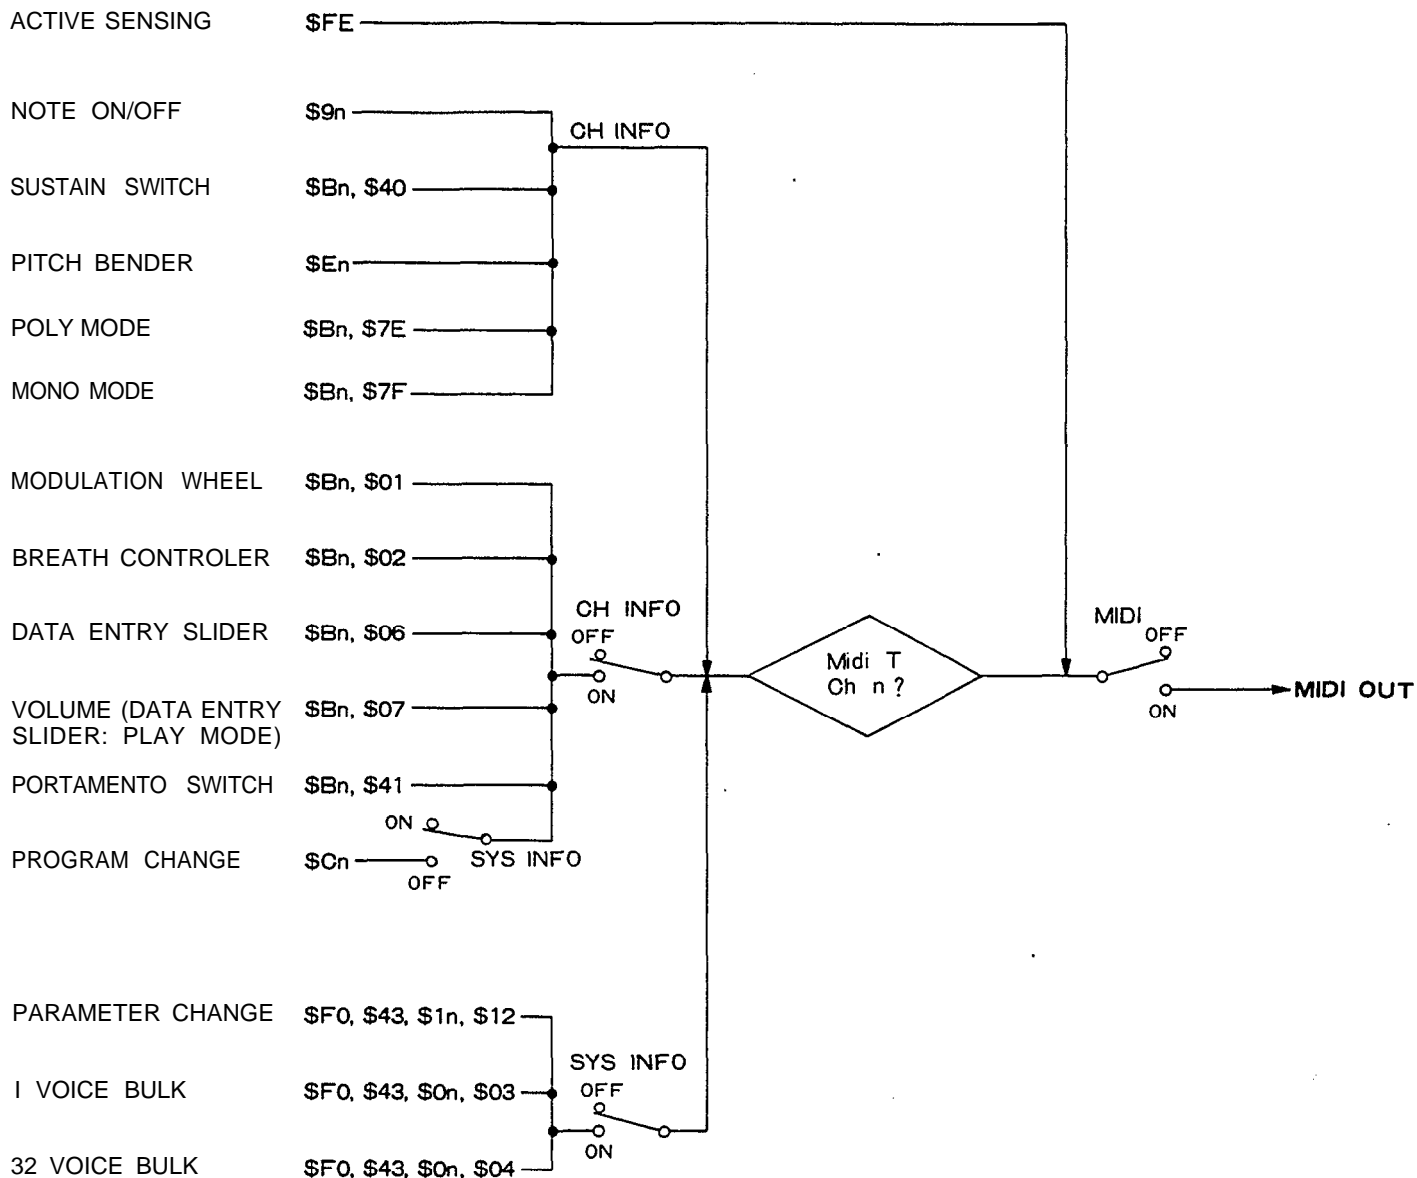 ACTIVE SENSING $FE
NOTE ON/OFF $9n
CH INFO
SUSTAIN SWITCH $Bn, $40
PITCH BENDER $En
POLY MODE $Bn, $7E
MONO MODE $Bn, $7F
MODULATION WHEEL $Bn, $01
BREATH CONTROLER $Bn, $02
CH INFO
MIDI
DATA ENTRY SLIDER $Bn, $06
OFF
OFF
Midi T
Ch n ?
ON
MIDI OUT
ON
VOLUME (DATA ENTRY $Bn, $07
SLIDER: PLAY MODE)
PORTAMENTO SWITCH $Bn, $41
ON
PROGRAM CHANGE $Cn
SYS INFO
OFF
PARAMETER CHANGE $F0, $43, $1n, $12
SYS INFO
I VOICE BULK $F0, $43, $0n, $03
OFF
ON
32 VOICE BULK $F0, $43, $0n, $04